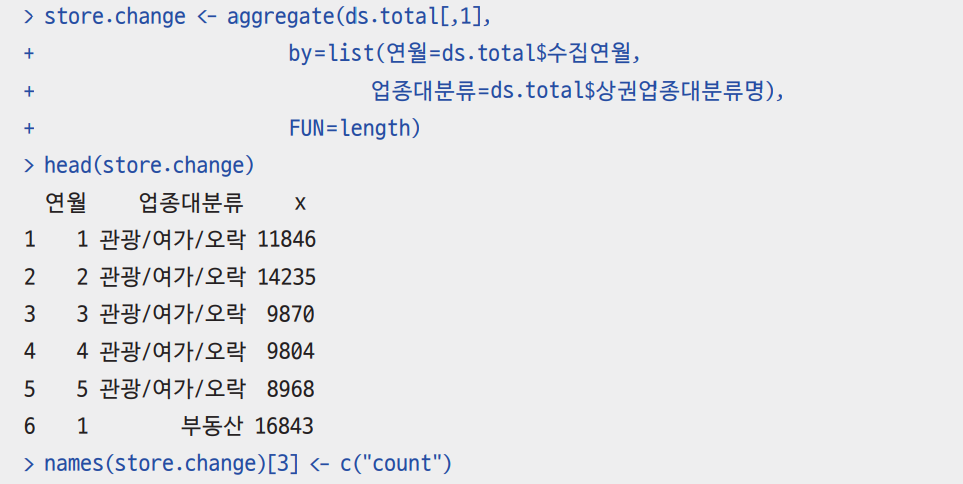 > store.change <- aggregate(ds.total[,1],
+                         by=list(연월=ds.total$수집연월,
+                                 업종대분류=ds.total$상권업종대분류명),
+                         FUN=length)
> head(store.change)
  연월     업종대분류     x
1    1 관광/여가/오락 11846
2    2 관광/여가/오락 14235
3    3 관광/여가/오락  9870
4    4 관광/여가/오락  9804
5    5 관광/여가/오락  8968
6    1         부동산 16843
> names(store.change)[3] <- c("count")